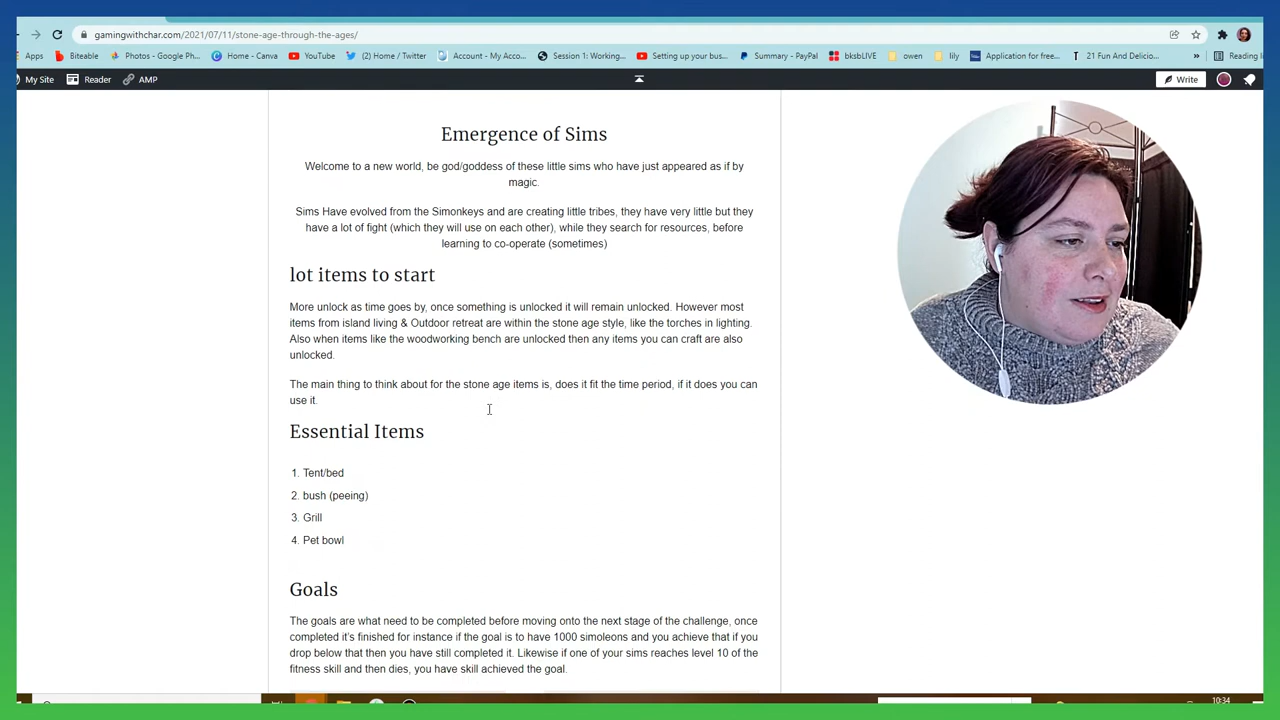 gamingwithchar.com/2021/07/11/stone-age-through-the-ages/
Apps Biteable Photos - Google Ph... Home - Canva YouTube (2) Home / Twitter Account - My Acco... Session 1: Working... Setting up your bus... Summary - PayPal bksbLIVE owen lily Application for free... 21 Fun And Delicio... » Reading
My Site Reader AMP Write
Emergence of Sims
Welcome to a new world, be god/goddess of these little sims who have just appeared as if by
magic.
Sims Have evolved from the Simonkeys and are creating little tribes, they have very little but they
have a lot of fight (which they will use on each other), while they search for resources, before
learning to co-operate (sometimes)
lot items to start
More unlock as time goes by, once something is unlocked it will remain unlocked. However most
items from island living & Outdoor retreat are within the stone age style, like the torches in lighting.
Also when items like the woodworking bench are unlocked then any items you can craft are also
unlocked.
The main thing to think about for the stone age items is, does it fit the time period, if it does you can
use it.
Essential Items
1. Tent/bed
2. bush (peeing)
3. Grill
4. Pet bowl
Goals
The goals are what need to be completed before moving onto the next stage of the challenge, once
completed it's finished for instance if the goal is to have 1000 simoleons and you achieve that if you
drop below that then you have still completed it. Likewise if one of your sims reaches level 10 of the
fitness skill and then dies, you have skill achieved the goal.
10:34